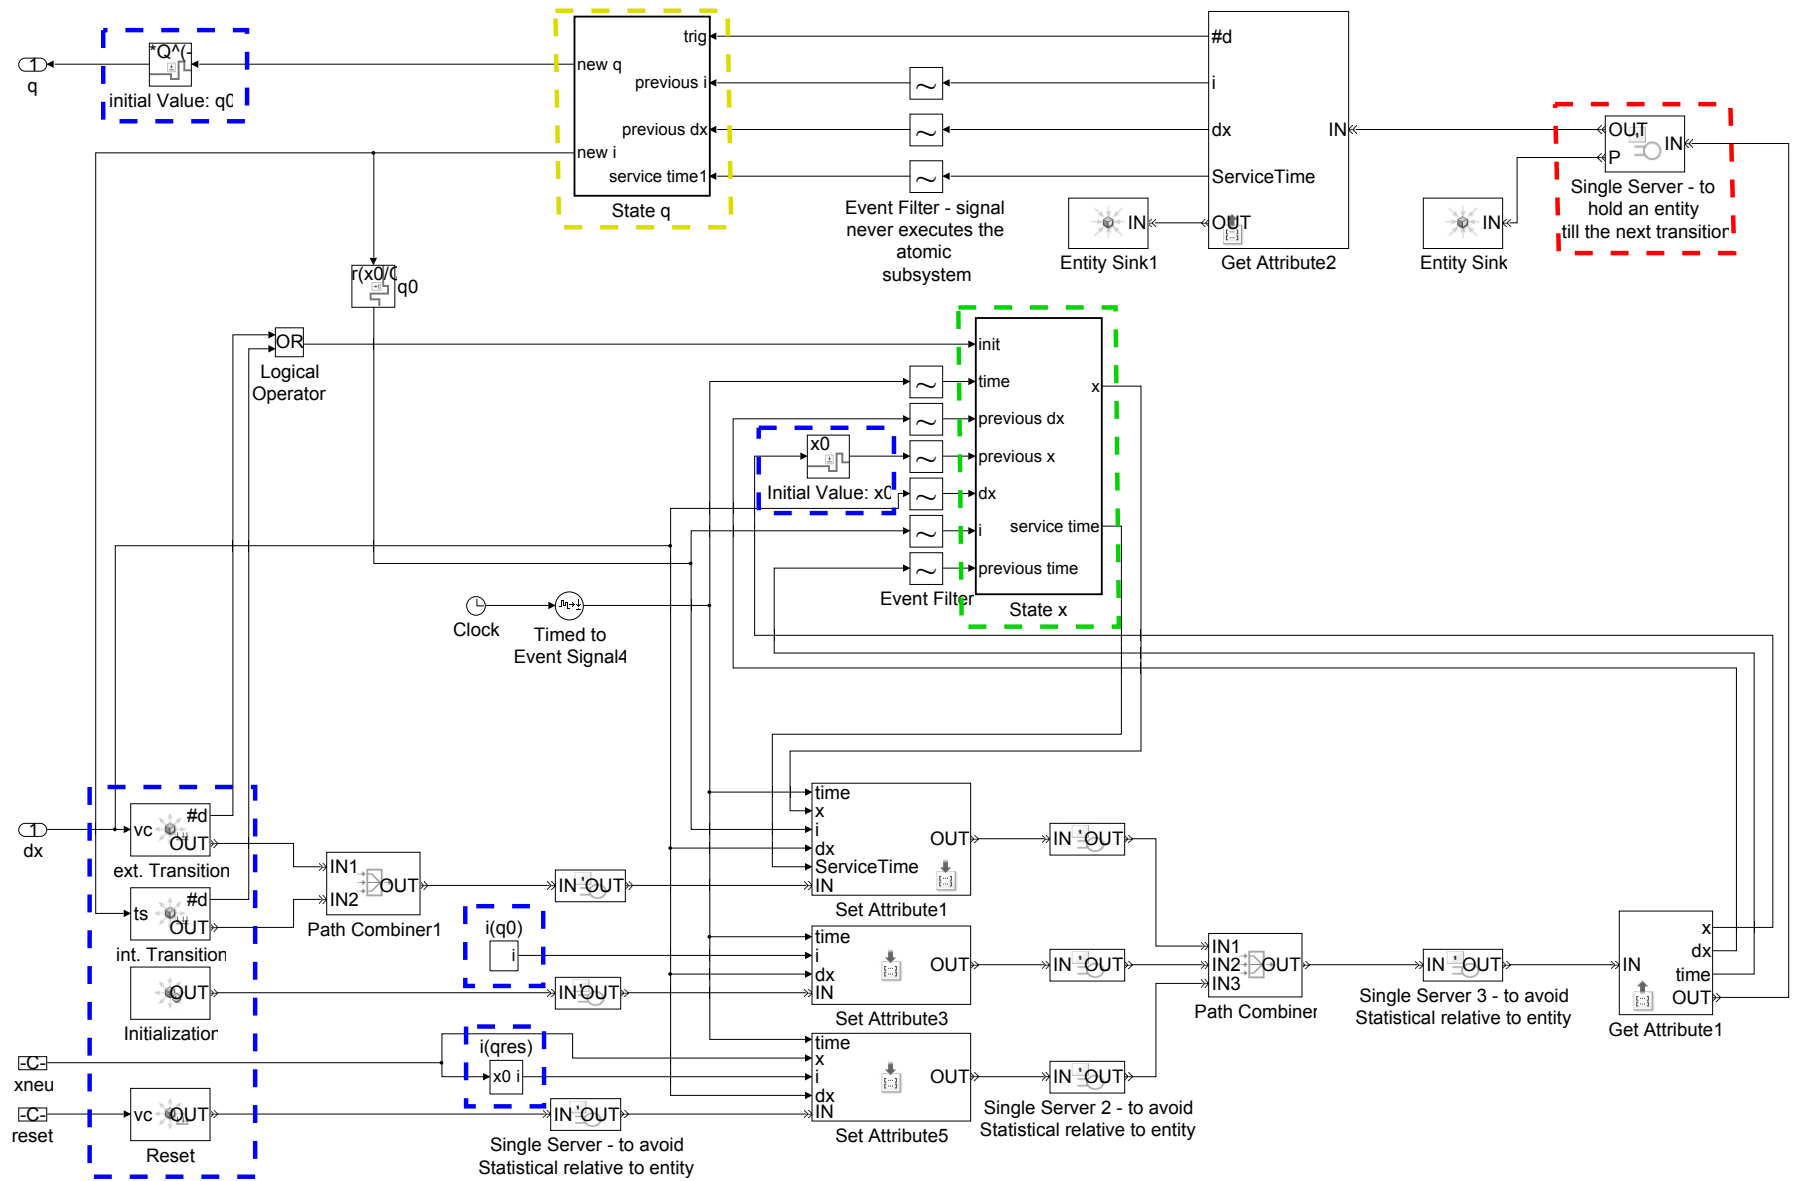 trig
#d
*Q^(-
new q
1
q
initial Value: q0
previous i
i
previous dx
dx
IN
OUT
IN
P
new i
service time1
ServiceTime
State q
Event Filter - signal
never executes the
atomic
subsystem
IN
OUT
Entity Sink1
Get Attribute2
IN
Entity Sink
Single Server - to
hold an entity
till the next transition
r(x0/
q0
OR
Logical
Operator
init
time
x
previous dx
x0
previous x
Initial Value: x0
dx
i
service time
previous time
Event Filter
State x
Clock
Timed to
Event Signal4
#d
vc
OUT
1
dx
ext. Transition
#d
ts
OUT
int. Transition
IN1
OUT
IN2
Path Combiner1
IN OUT
time
x
i
dx
ServiceTime
IN
OUT
Set Attribute1
IN OUT
i(q0)
i
OUT
Initialization
IN OUT
time
i
dx
IN
OUT
Set Attribute3
IN OUT
IN1
IN2
IN3
OUT
Path Combiner
IN OUT
Single Server 3 - to avoid
Statistical relative to entity
x
dx
IN
time
OUT
Get Attribute1
-C-
xneu
i(qres)
x0 i
-C-
reset
vc OUT
Reset
IN OUT
Single Server - to avoid
Statistical relative to entity
time
x
i
dx
IN
OUT
Set Attribute5
IN OUT
Single Server 2 - to avoid
Statistical relative to entity